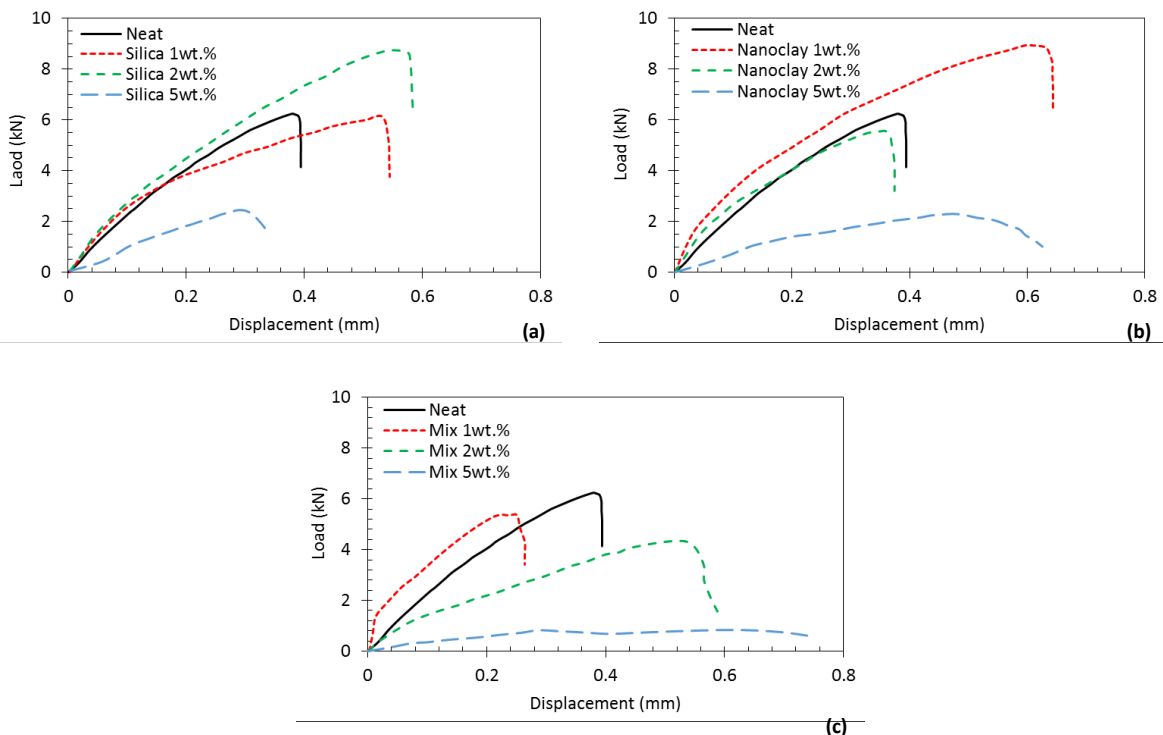 10
8
6
4
2
0
Laod (kN)
Neat
Silica 1wt.%
Silica 2wt.%
Silica 5wt.%
0
0.2
0.4
0.6
0.8
Displacement (mm)
(a)
10
8
6
4
2
0
Load (kN)
Neat
Nanoclay 1wt.%
Nanoclay 2wt.%
Nanoclay 5wt.%
0
0.2
0.4
0.6
0.8
Displacement (mm)
(b)
10
8
6
4
2
0
Load (kN)
Neat
Mix 1wt.%
Mix 2wt.%
Mix 5wt.%
0
0.2
0.4
0.6
0.8
Displacement (mm)
(c)